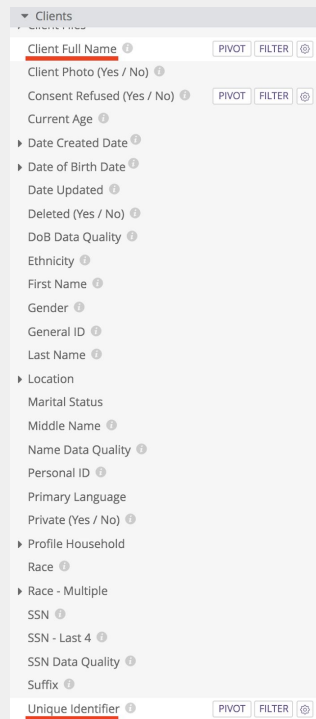 Clients
Client Files
Client Full Name PIVOT FILTER
Client Photo (Yes / No)
Consent Refused (Yes / No) PIVOT FILTER
Current Age
Date Created Date
Date of Birth Date
Date Updated
Deleted (Yes / No)
DoB Data Quality
Ethnicity
First Name
Gender
General ID
Last Name
Location
Marital Status
Middle Name
Name Data Quality
Personal ID
Primary Language
Private (Yes / No)
Profile Household
Race
Race - Multiple
SSN
SSN - Last 4
SSN Data Quality
Suffix
Unique Identifier PIVOT FILTER